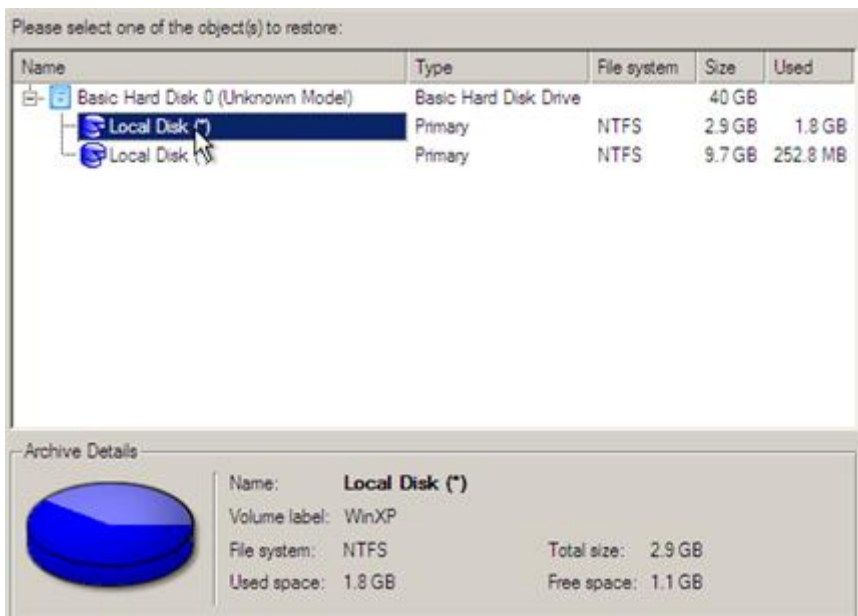 Please select one of the object(s) to restore:
Name Type File system Size Used
Basic Hard Disk 0 (Unknown Model) Basic Hard Disk Drive 40 GB
Local Disk (*) Primary NTFS 2.9 GB 1.8 GB
Local Disk Primary NTFS 9.7 GB 252.8 MB
Archive Details
Name: Local Disk (*)
Volume label: WinXP
File system: NTFS Total size: 2.9 GB
Used space: 1.8 GB Free space: 1.1 GB